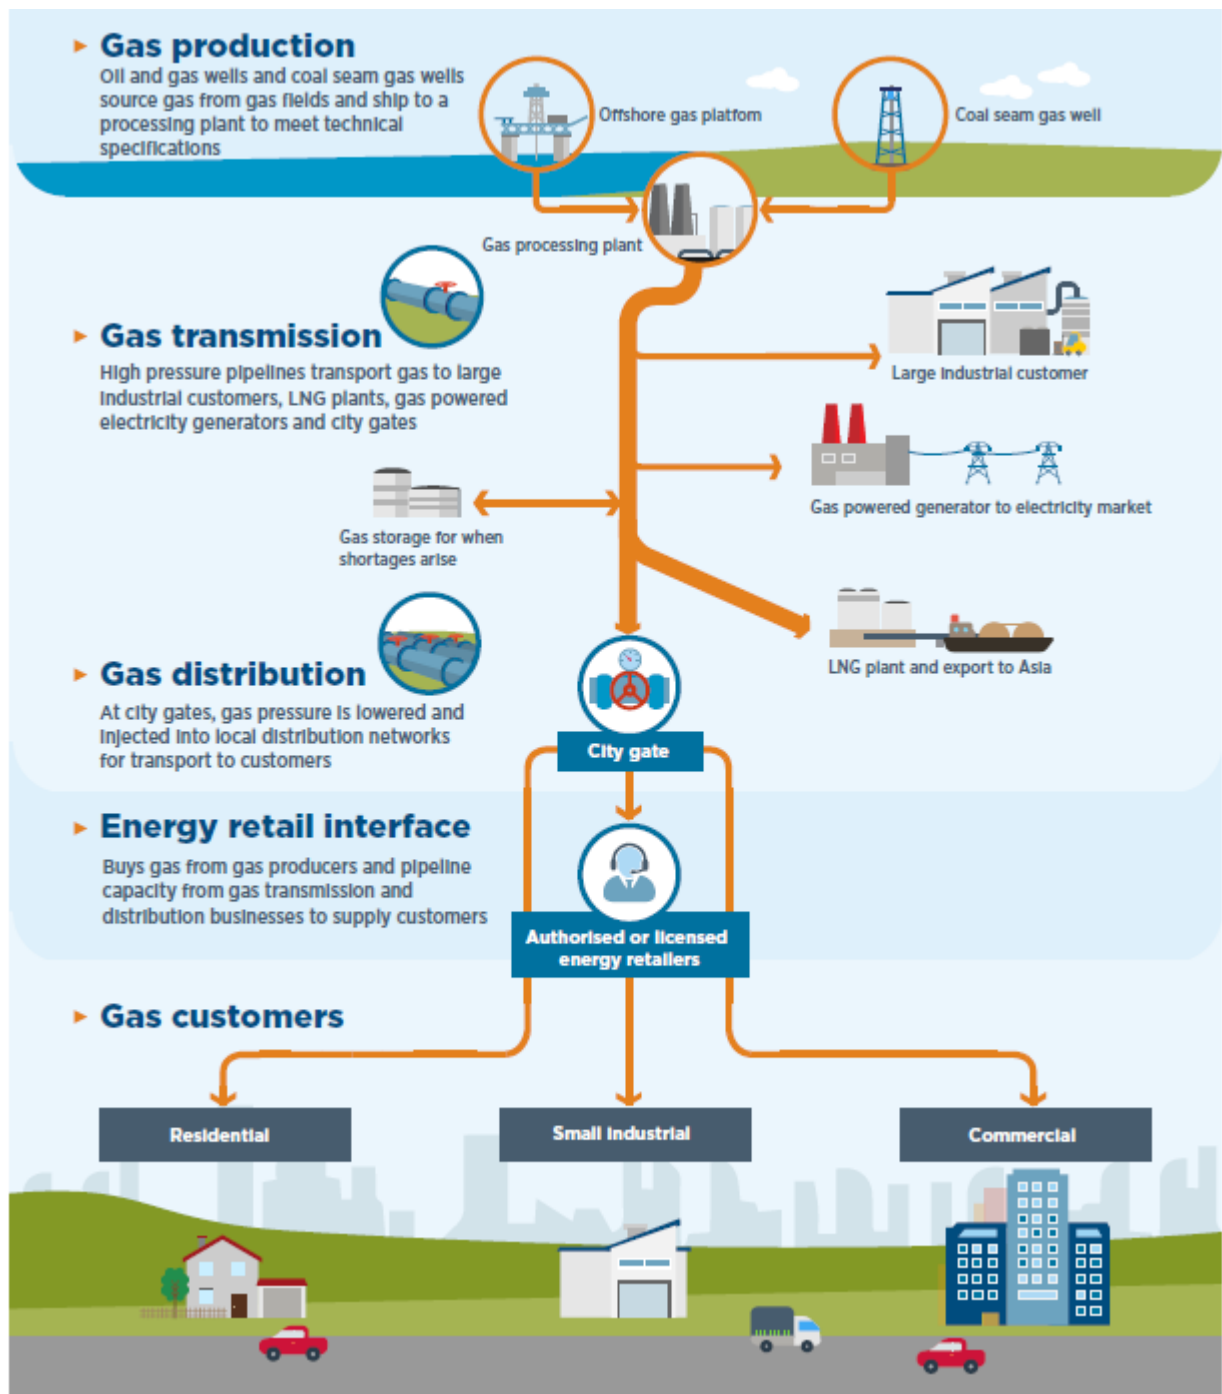 Gas production
Oil and gas wells and coal seam gas wells
source gas from gas fields and ship to a
processing plant to meet technical
specifications
Offshore gas platfom
Coal seam gas well
Gas processing plant
Gas transmission
High pressure pipelines transport gas to large
industrial customers, LNG plants, gas powered
electricity generators and city gates
Large industrial customer
Gas powered generator to electricity market
Gas storage for when
shortages arise
LNG plant and export to Asia
Gas distribution
At city gates, gas pressure is lowered and
injected into local distribution networks
for transport to customers
City gate
Energy retail interface
Buys gas from gas producers and pipeline
capacity from gas transmission and
distribution businesses to supply customers
Authorised or licensed
energy retailers
Gas customers
Residential
Small industrial
Commercial